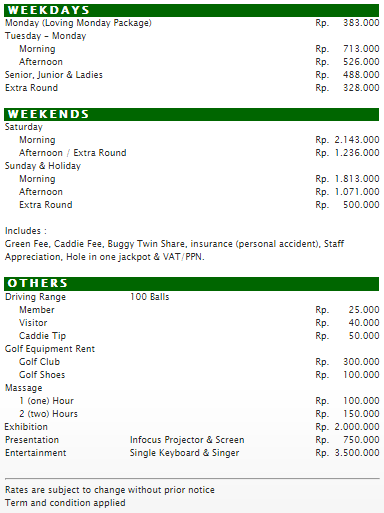 WEEKDAYS
Monday (Loving Monday Package) Rp. 383.000
Tuesday - Monday
Morning Rp. 713.000
Afternoon Rp. 526.000
Senior, Junior & Ladies Rp. 488.000
Extra Round Rp. 328.000
WEEKENDS
Saturday
Morning Rp. 2.143.000
Afternoon / Extra Round Rp. 1.236.000
Sunday & Holiday
Morning Rp. 1.813.000
Afternoon Rp. 1.071.000
Extra Round Rp. 500.000
Includes :
Green Fee, Caddie Fee, Buggy Twin Share, insurance (personal accident), Staff
Appreciation, Hole in one jackpot & VAT/PPN.
OTHERS
Driving Range 100 Balls
Member Rp. 25.000
Visitor Rp. 40.000
Caddie Tip Rp. 50.000
Golf Equipment Rent
Golf Club Rp. 300.000
Golf Shoes Rp. 100.000
Massage
1 (one) Hour Rp. 100.000
2 (two) Hours Rp. 150.000
Exhibition Rp. 2.000.000
Presentation Infocus Projector & Screen Rp. 750.000
Entertainment Single Keyboard & Singer Rp. 3.500.000
Rates are subject to change without prior notice
Term and condition applied